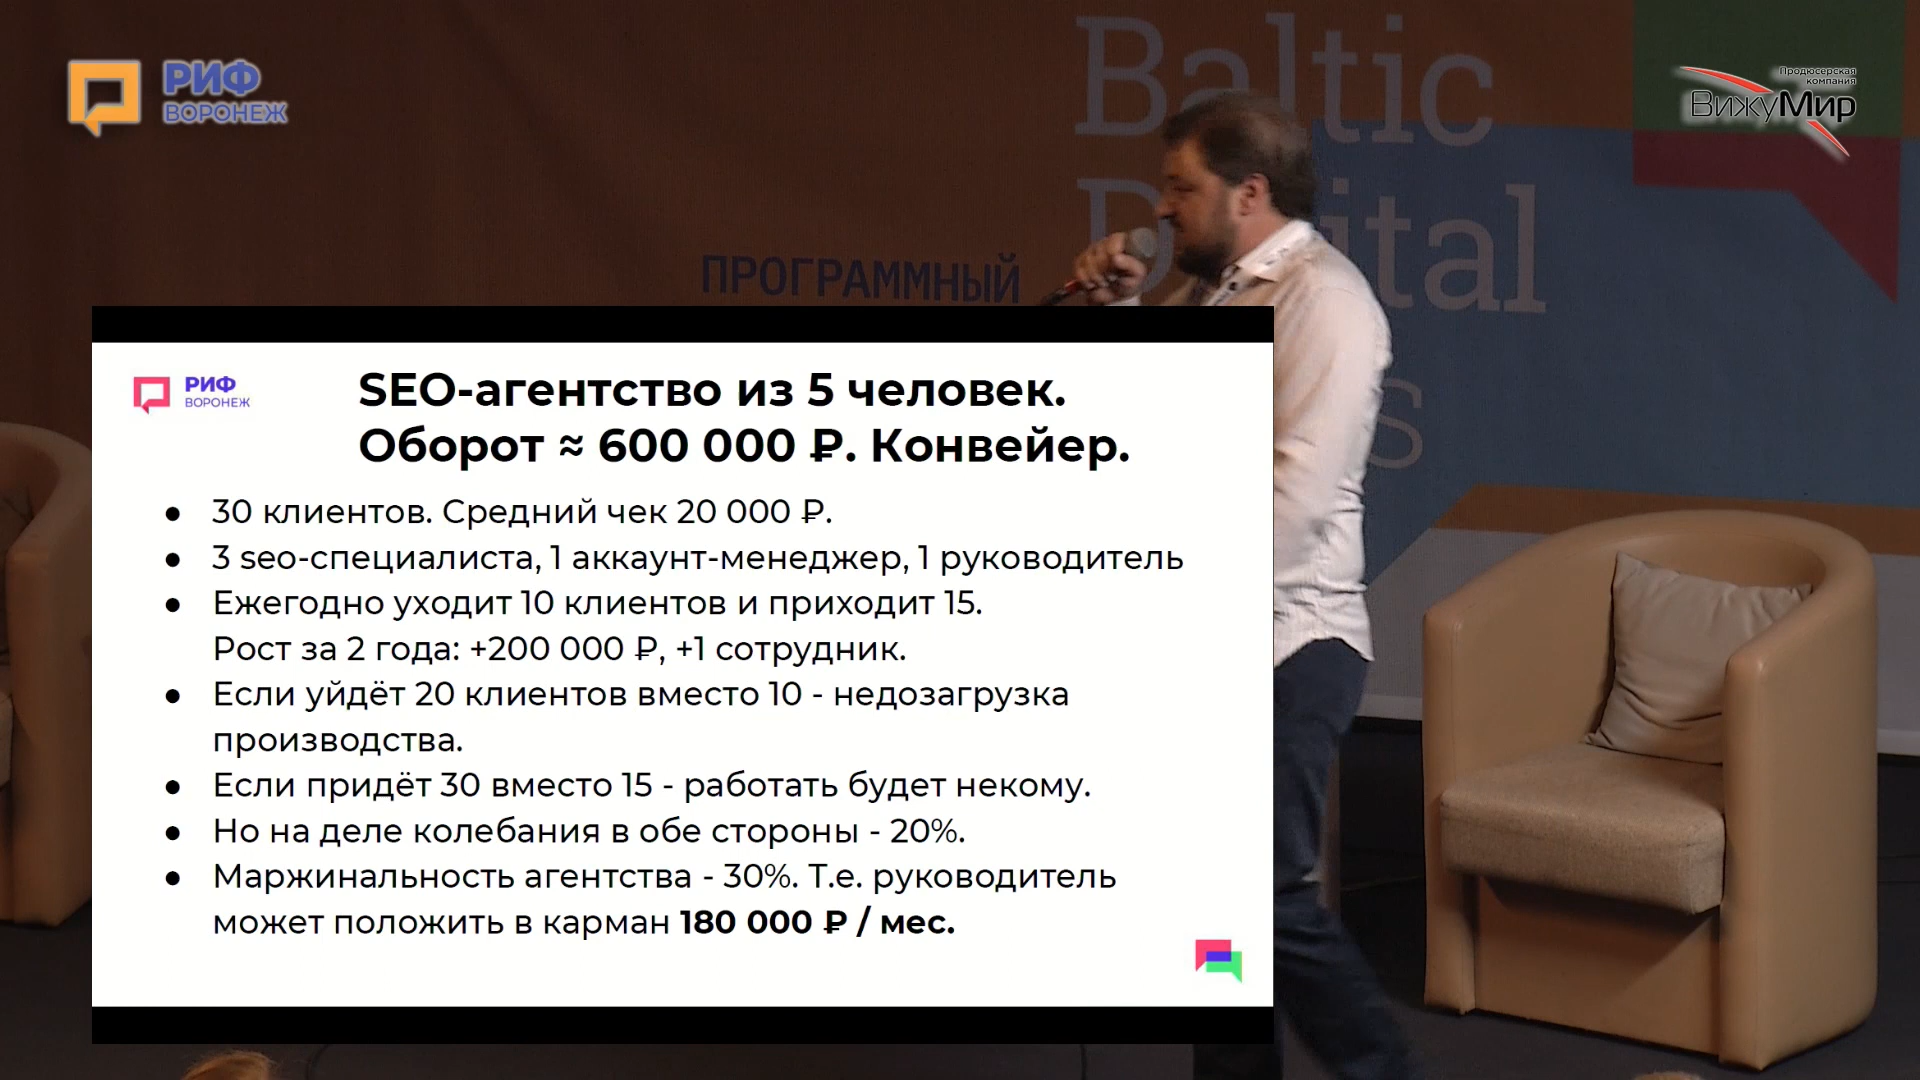 РИФ
ВОРОНЕЖ
Baltic
Digital
ПРОГРАММНЫЙ
Продюсерская
компания
ВижуМир
РИФ
ВОРОНЕЖ
SEO-агентство из 5 человек.
Оборот ≈ 600 000 ₽. Конвейер.
● 30 клиентов. Средний чек 20 000 ₽.
● 3 seo-специалиста, 1 аккаунт-менеджер, 1 руководитель
● Ежегодно уходит 10 клиентов и приходит 15.
Рост за 2 года: +200 000 ₽, +1 сотрудник.
● Если уйдёт 20 клиентов вместо 10 - недозагрузка
производства.
● Если придёт 30 вместо 15 - работать будет некому.
● Но на деле колебания в обе стороны - 20%.
● Маржинальность агентства - 30%. Т.е. руководитель
может положить в карман 180 000 ₽ / мес.